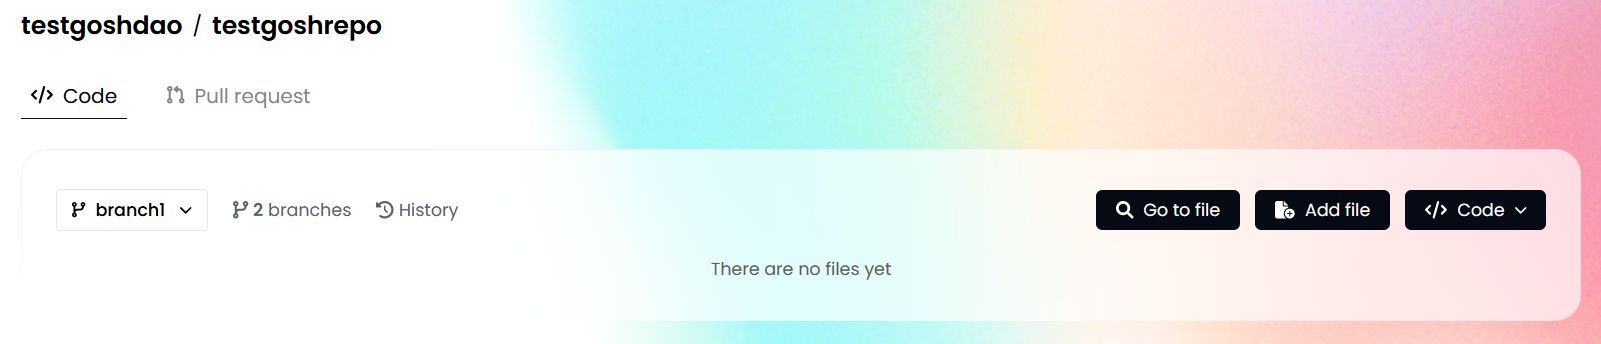 testgoshdao / testgoshrepo
Code Pull request
branch1 2 branches History Go to file Add file Code
There are no files yet